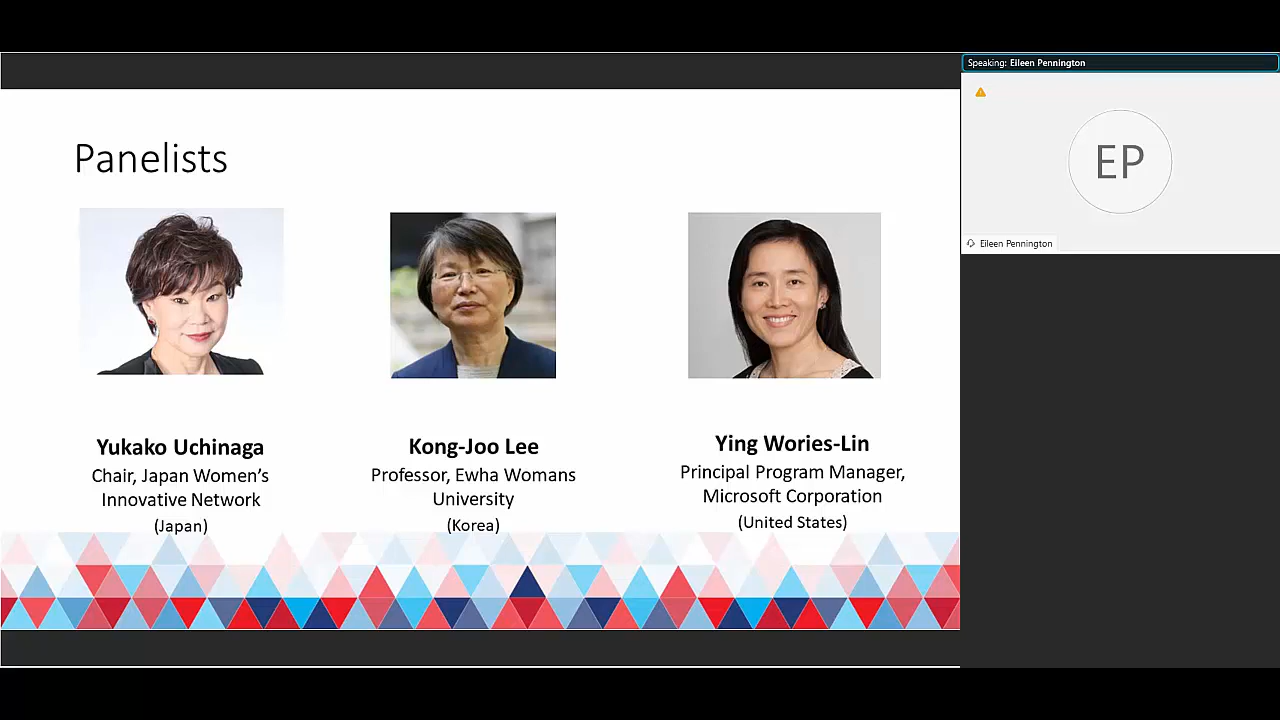 Speaking: Eileen Pennington
EP
Eileen Pennington
Panelists
Yukako Uchinaga
Chair, Japan Women's
Innovative Network
(Japan)
Kong-Joo Lee
Professor, Ewha Womans
University
(Korea)
Ying Wories-Lin
Principal Program Manager,
Microsoft Corporation
(United States)